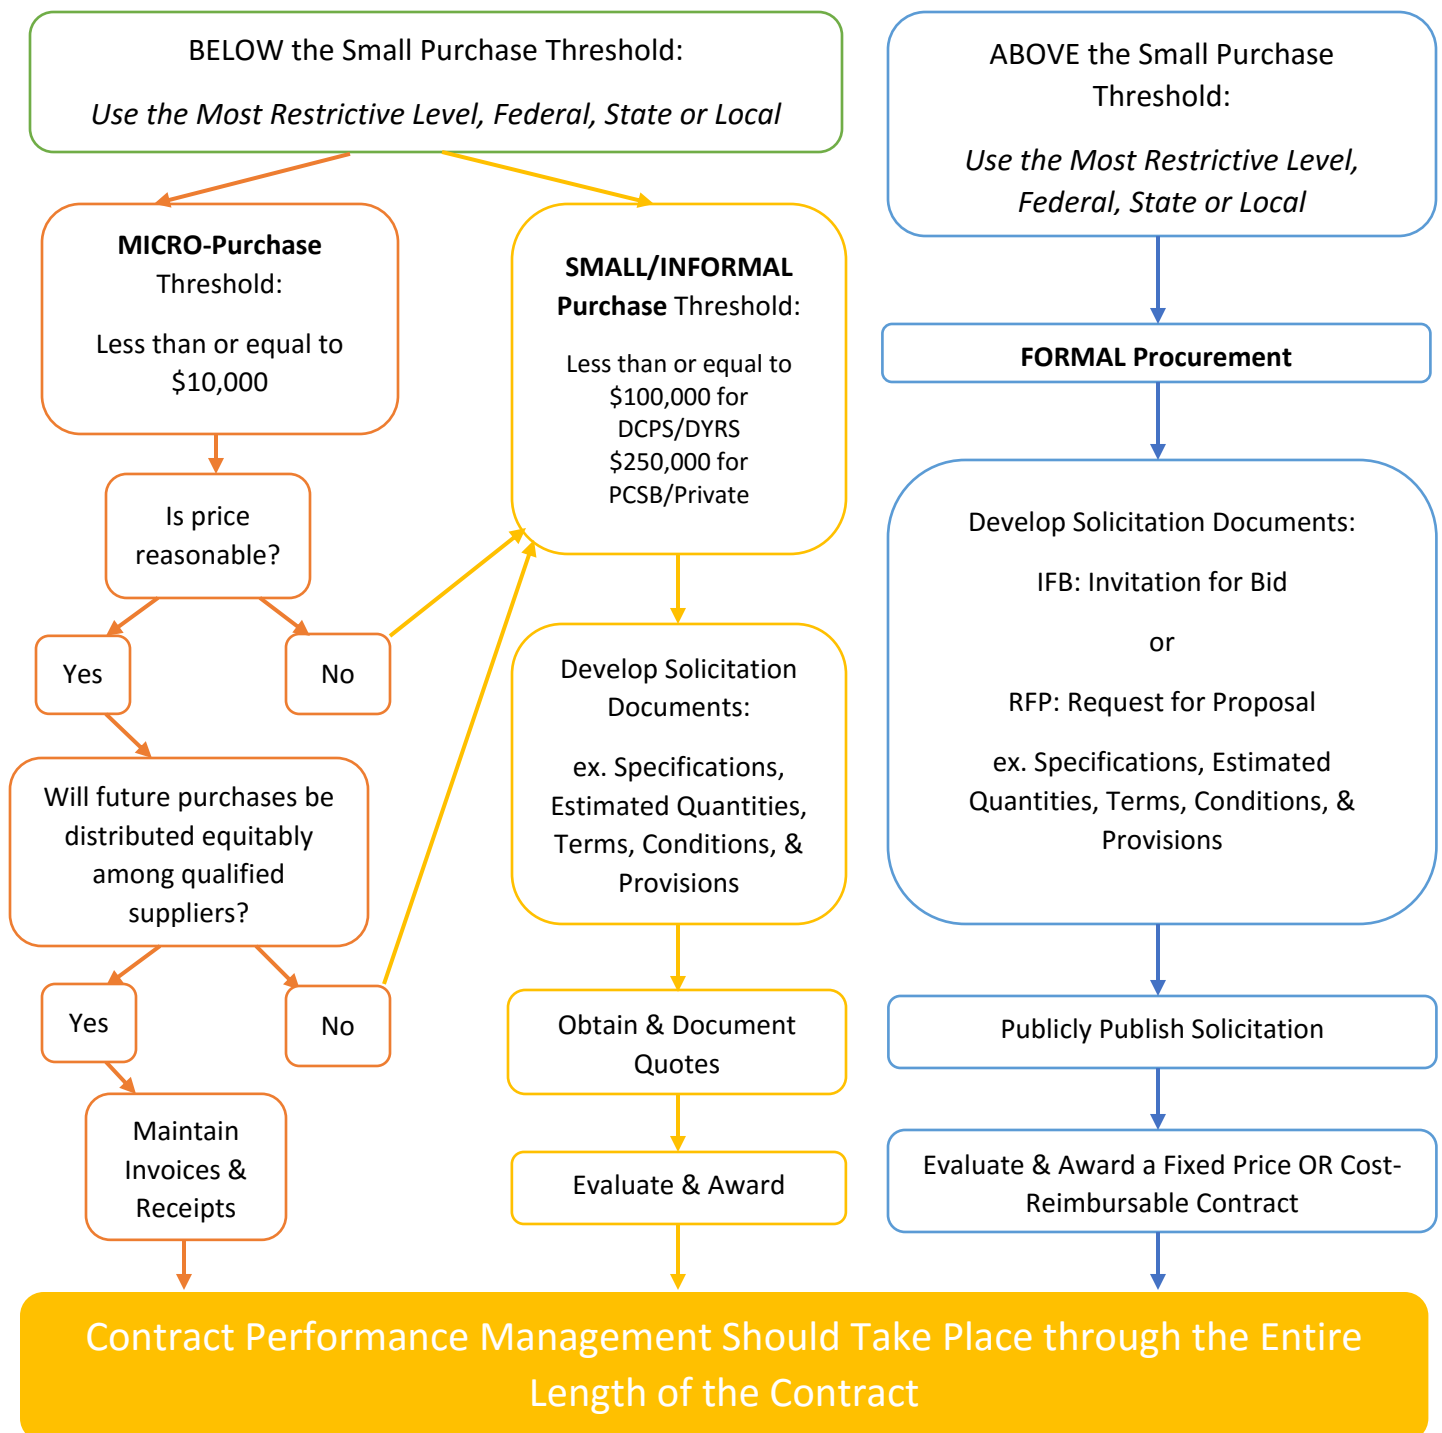 BELOW the Small Purchase Threshold:
Use the Most Restrictive Level, Federal, State or Local
MICRO-Purchase
Threshold:
Less than or equal to
$10,000
Is price
reasonable?
Yes
No
Will future purchases be
distributed equitably
among qualified
suppliers?
Yes
No
Maintain
Invoices &
Receipts
SMALL/INFORMAL
Purchase Threshold:
Less than or equal to
$100,000 for
DCPS/DYRS
$250,000 for
PCSB/Private
Develop Solicitation
Documents:
ex. Specifications,
Estimated Quantities,
Terms, Conditions, &
Provisions
Obtain & Document
Quotes
Evaluate & Award
ABOVE the Small Purchase
Threshold:
Use the Most Restrictive Level,
Federal, State or Local
FORMAL Procurement
Develop Solicitation Documents:
IFB: Invitation for Bid
or
RFP: Request for Proposal
ex. Specifications, Estimated
Quantities, Terms, Conditions, &
Provisions
Publicly Publish Solicitation
Evaluate & Award a Fixed Price OR Cost-
Reimbursable Contract
Contract Performance Management Should Take Place through the Entire
Length of the Contract